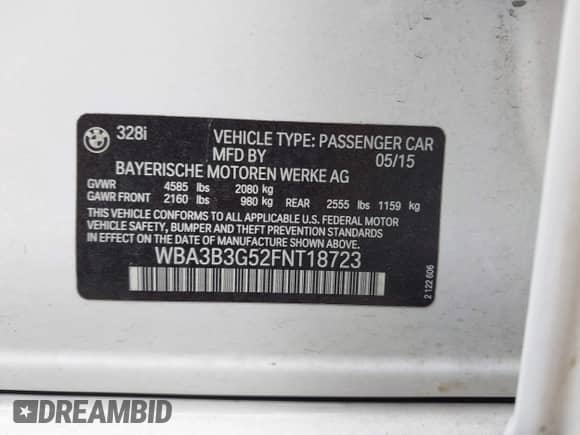 328i
VEHICLE TYPE: PASSENGER CAR
MFD BY 05/15
BAYERISCHE MOTOREN WERKE AG
GVWR 4585 lbs 2080 kg
GAWR FRONT 2160 lbs 980 kg REAR 2555 lbs 1159 kg
THIS VEHICLE CONFORMS TO ALL APPLICABLE U.S. FEDERAL MOTOR
VEHICLE SAFETY, BUMPER AND THEFT PREVENTION STANDARDS
IN EFFECT ON THE DATE OF MANUFACTURE SHOWN ABOVE.
WBA3B3G52FNT18723
2 122 606
DREAMBID